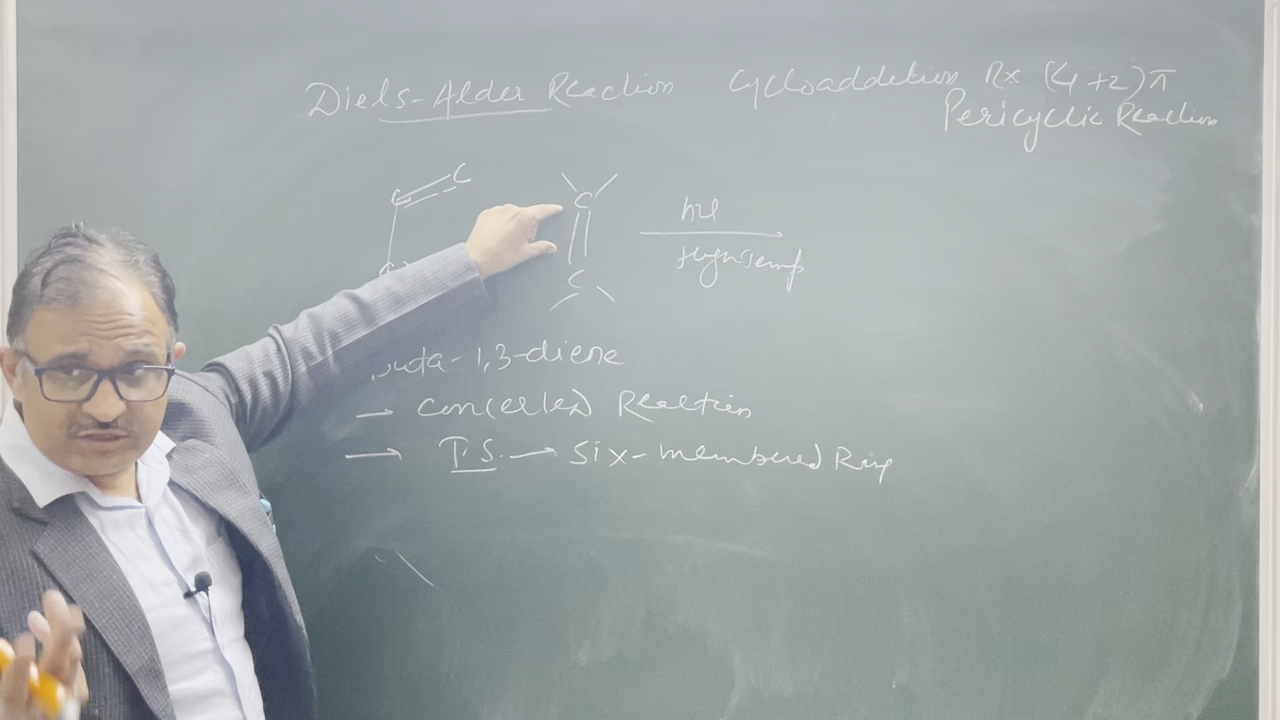 Diels-Alder Reaction Cycloaddition Rx (4+2)π
Pericyclic Reaction
C C
C
hν
High temp.
C
C
uta-1,3-diene
→ Concerted Reaction
→ T.S. → Six-membered Ring